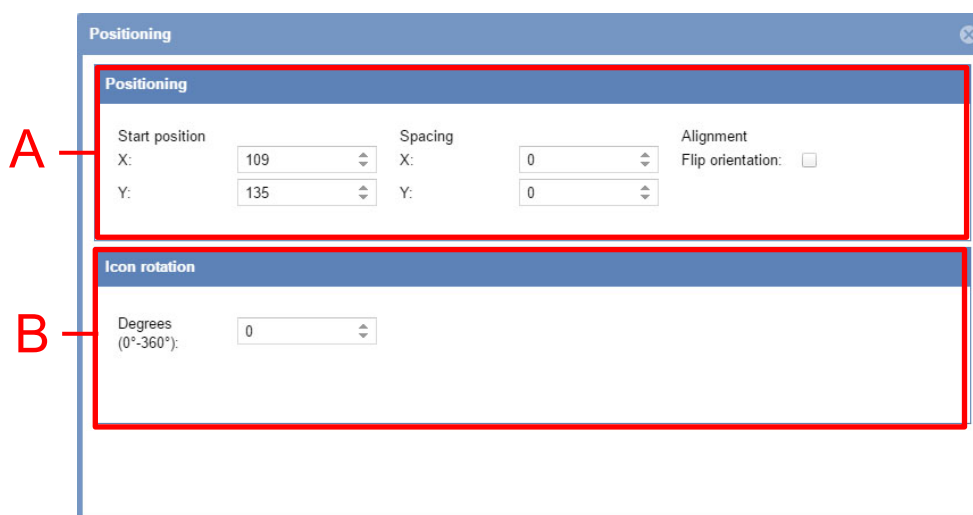 Positioning
Positioning
A
Start position Spacing Alignment
X: 109 X: 0 Flip orientation:
Y: 135 Y: 0
Icon rotation
B
Degrees
(0°-360°): 0